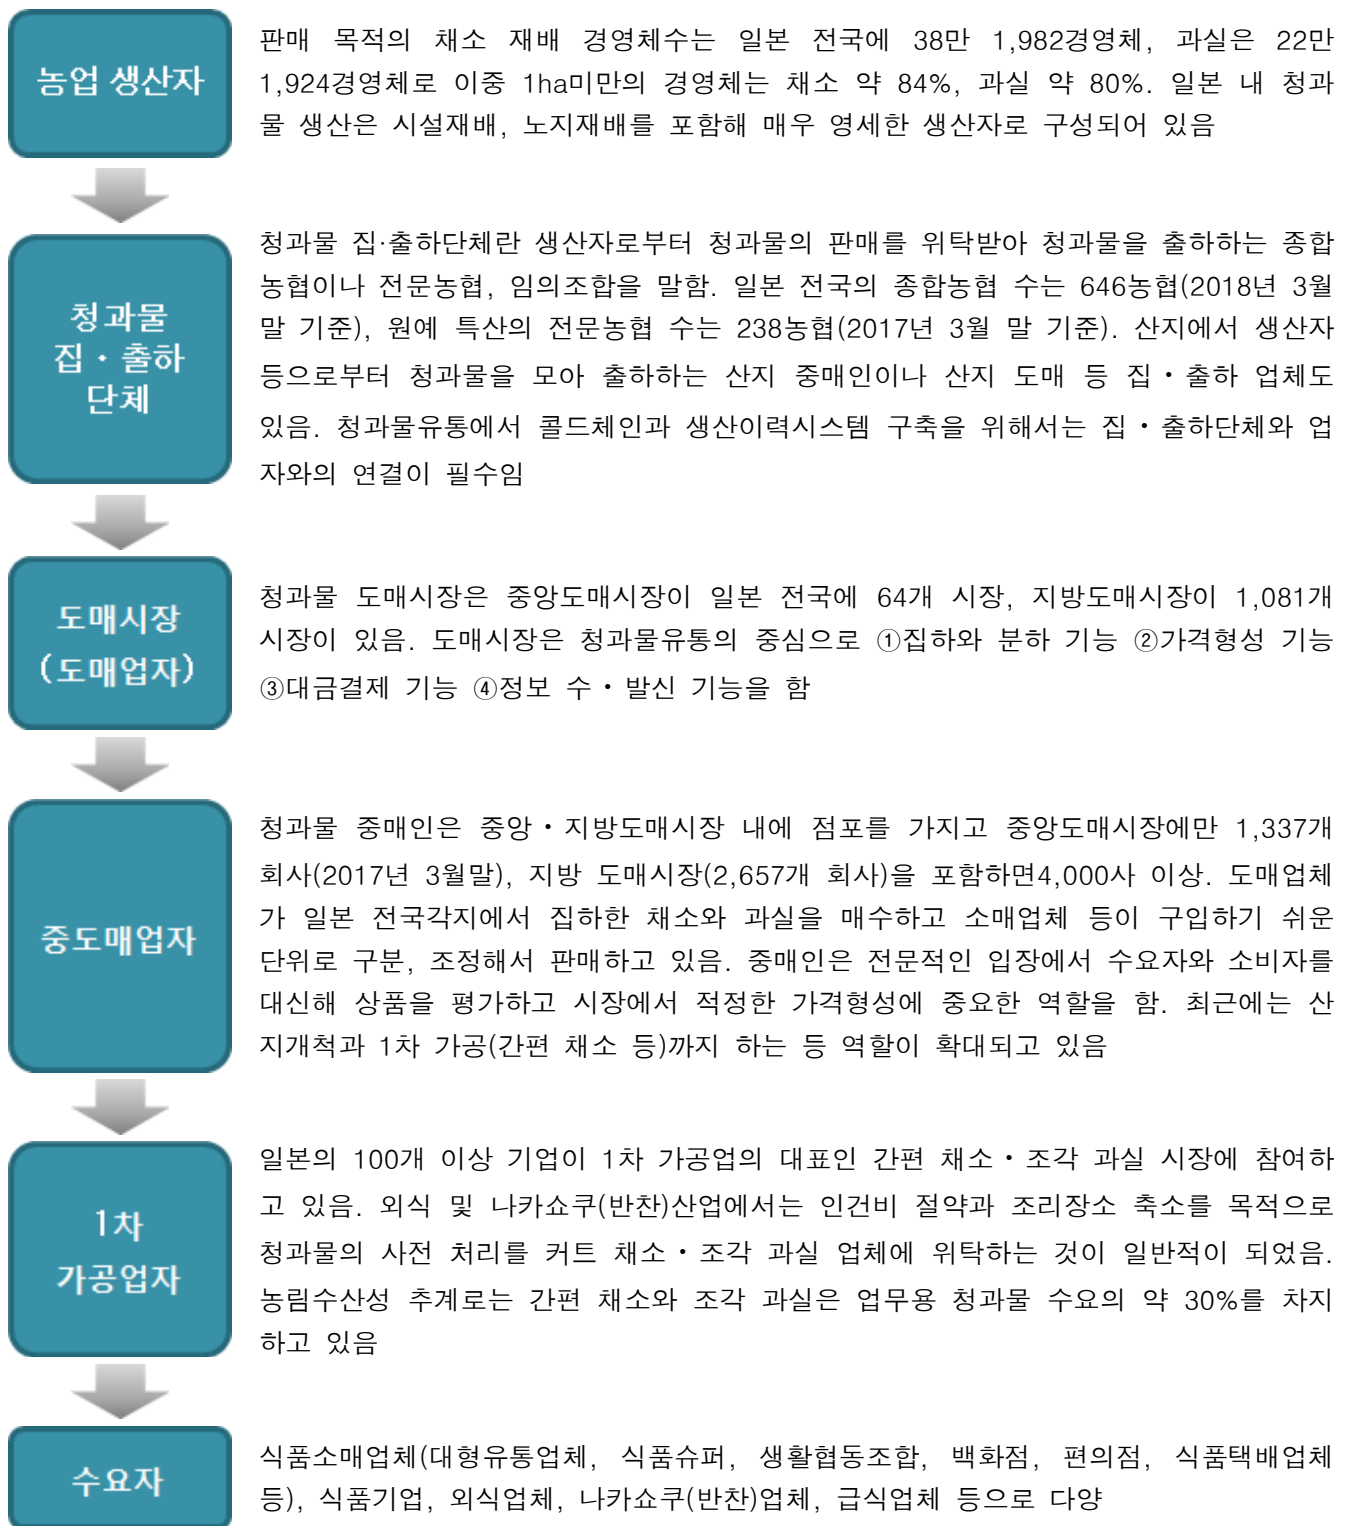 농업 생산자
판매 목적의 채소 재배 경영체수는 일본 전국에 38만 1,982경영체, 과실은 22만
1,924경영체로 이중 1ha미만의 경영체는 채소 약 84%, 과실 약 80%. 일본 내 청과
물 생산은 시설재배, 노지재배를 포함해 매우 영세한 생산자로 구성되어 있음
청과물
집・출하
단체
청과물 집·출하단체란 생산자로부터 청과물의 판매를 위탁받아 청과물을 출하하는 종합
농협이나 전문농협, 임의조합을 말함. 일본 전국의 종합농협 수는 646농협(2018년 3월
말 기준), 원예 특산의 전문농협 수는 238농협(2017년 3월 말 기준). 산지에서 생산자
등으로부터 청과물을 모아 출하하는 산지 중매인이나 산지 도매 등 집・출하 업체도
있음. 청과물유통에서 콜드체인과 생산이력시스템 구축을 위해서는 집・출하단체와 업
자와의 연결이 필수임
도매시장
(도매업자)
청과물 도매시장은 중앙도매시장이 일본 전국에 64개 시장, 지방도매시장이 1,081개
시장이 있음. 도매시장은 청과물유통의 중심으로 ①집하와 분하 기능 ②가격형성 기능
③대금결제 기능 ④정보 수・발신 기능을 함
중도매업자
청과물 중매인은 중앙・지방도매시장 내에 점포를 가지고 중앙도매시장에만 1,337개
회사(2017년 3월말), 지방 도매시장(2,657개 회사)을 포함하면4,000사 이상. 도매업체
가 일본 전국각지에서 집하한 채소와 과실을 매수하고 소매업체 등이 구입하기 쉬운
단위로 구분, 조정해서 판매하고 있음. 중매인은 전문적인 입장에서 수요자와 소비자를
대신해 상품을 평가하고 시장에서 적정한 가격형성에 중요한 역할을 함. 최근에는 산
지개척과 1차 가공(간편 채소 등)까지 하는 등 역할이 확대되고 있음
1차
가공업자
일본의 100개 이상 기업이 1차 가공업의 대표인 간편 채소・조각 과실 시장에 참여하
고 있음. 외식 및 나카쇼쿠(반찬)산업에서는 인건비 절약과 조리장소 축소를 목적으로
청과물의 사전 처리를 커트 채소・조각 과실 업체에 위탁하는 것이 일반적이 되었음.
농림수산성 추계로는 간편 채소와 조각 과실은 업무용 청과물 수요의 약 30%를 차지
하고 있음
수요자
식품소매업체(대형유통업체, 식품슈퍼, 생활협동조합, 백화점, 편의점, 식품택배업체
등), 식품기업, 외식업체, 나카쇼쿠(반찬)업체, 급식업체 등으로 다양